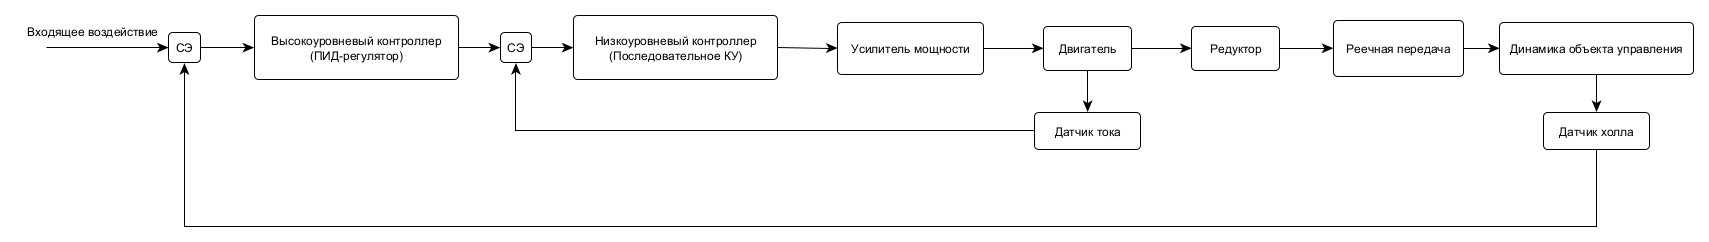 Входящее воздействие
СЭ
Высокоуровневый контроллер
(ПИД-регулятор)
СЭ
Низкоуровневый контроллер
(Последовательное КУ)
Усилитель мощности
Двигатель
Редуктор
Реечная передача
Динамика объекта управления
Датчик тока
Датчик холла